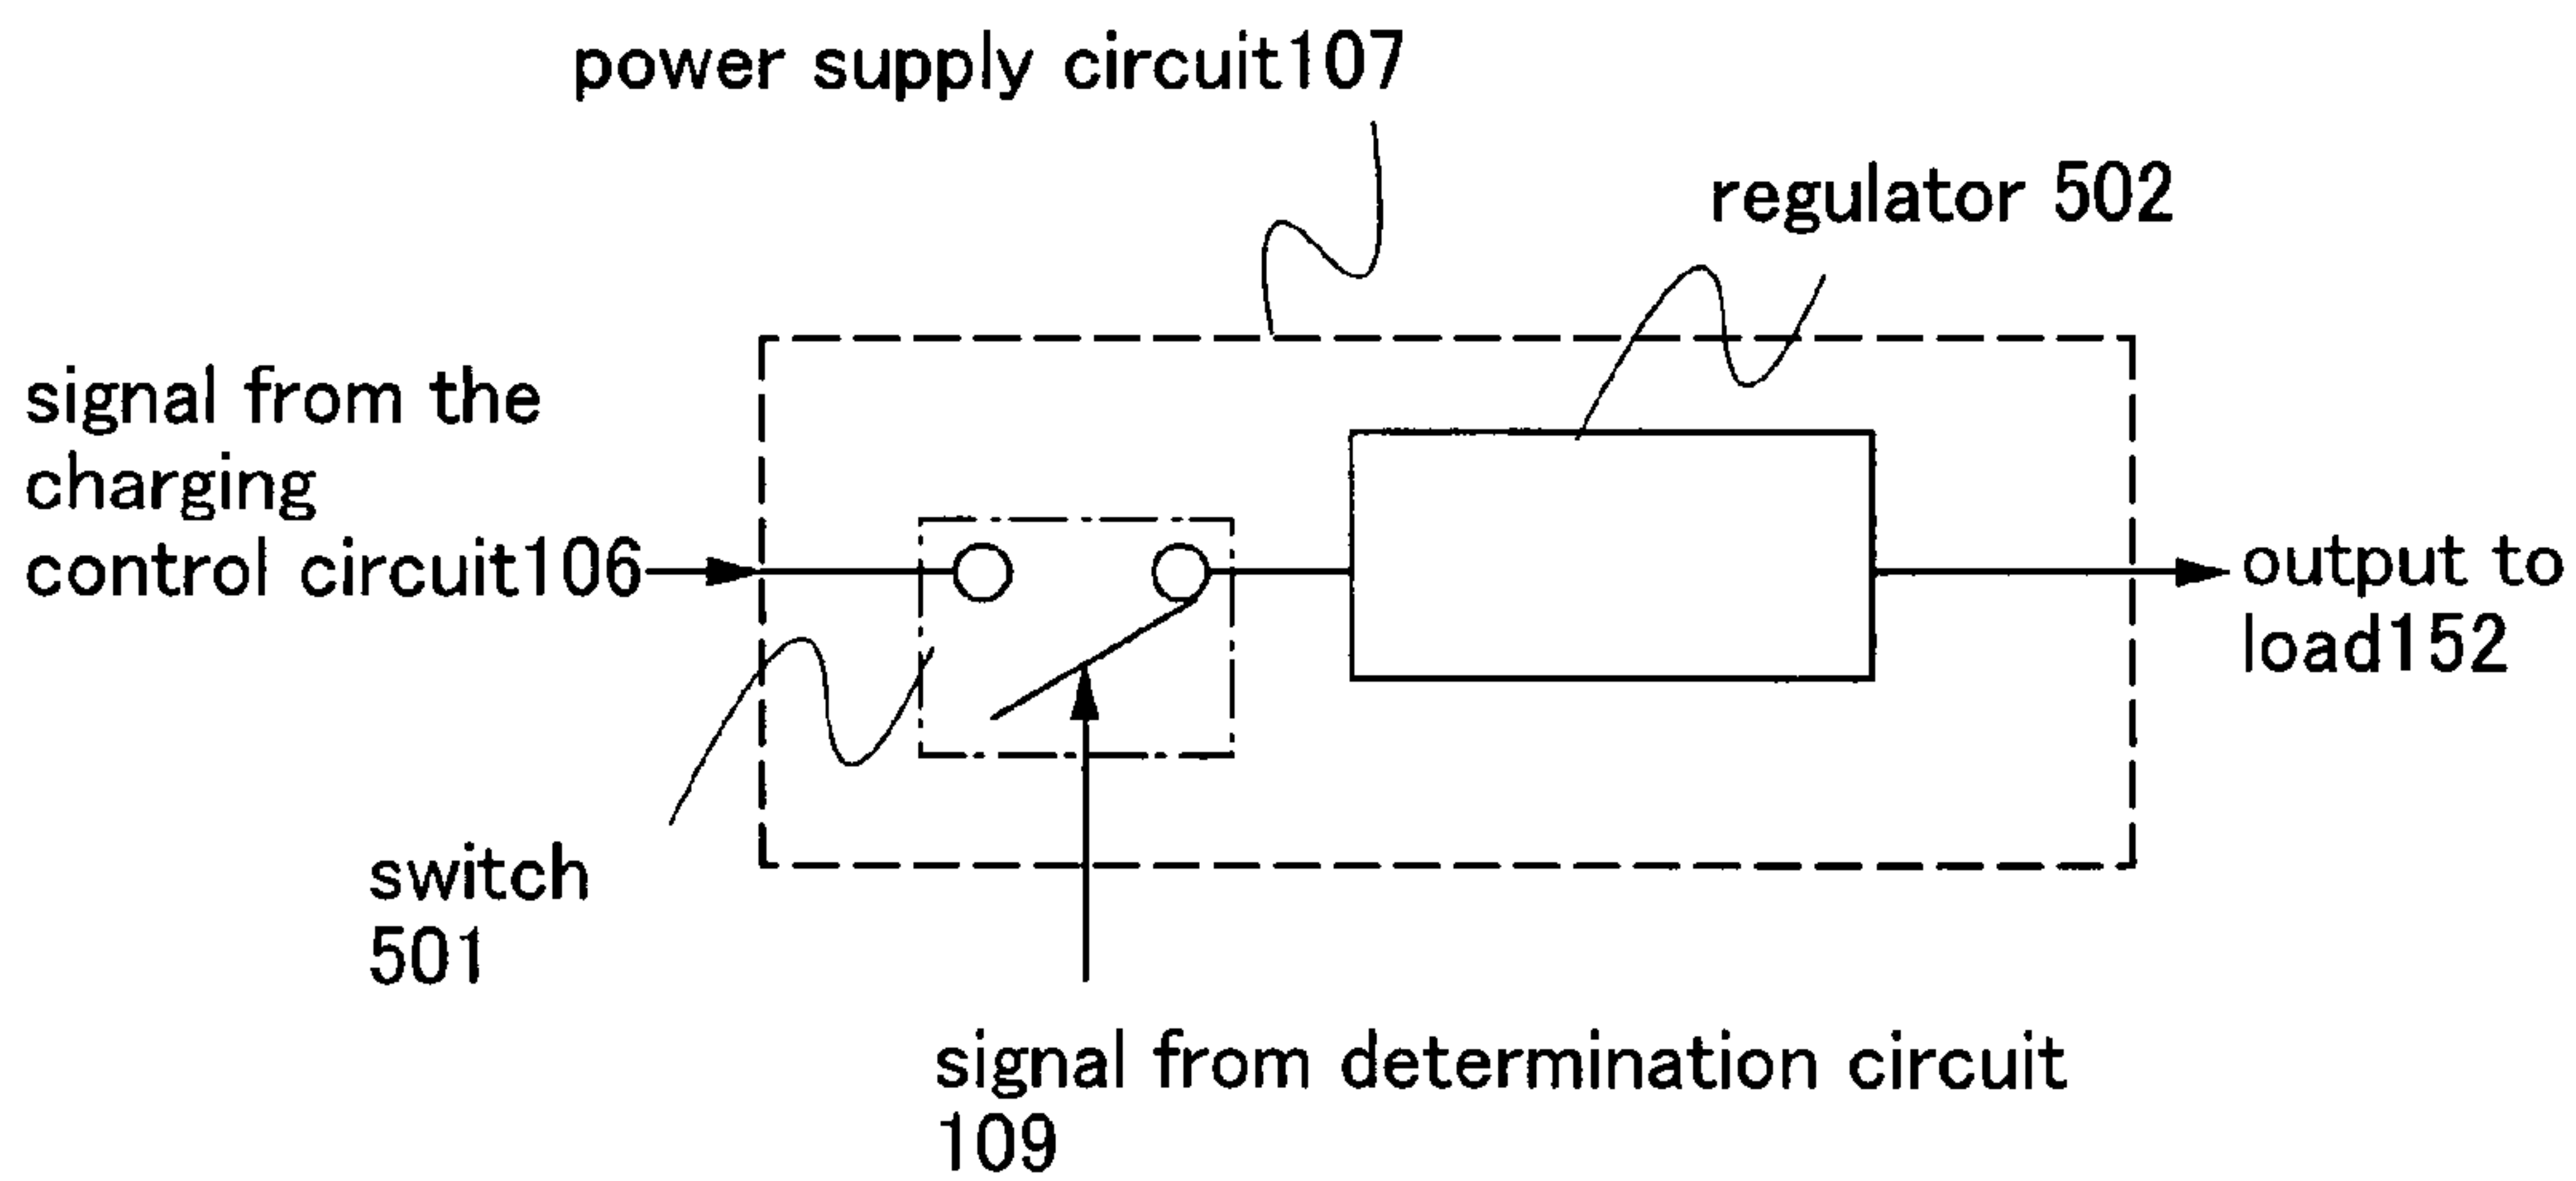 power supply circuit107
regulator 502
signal from the
charging
control circuit106
output to
load152
switch
501
signal from determination circuit
109